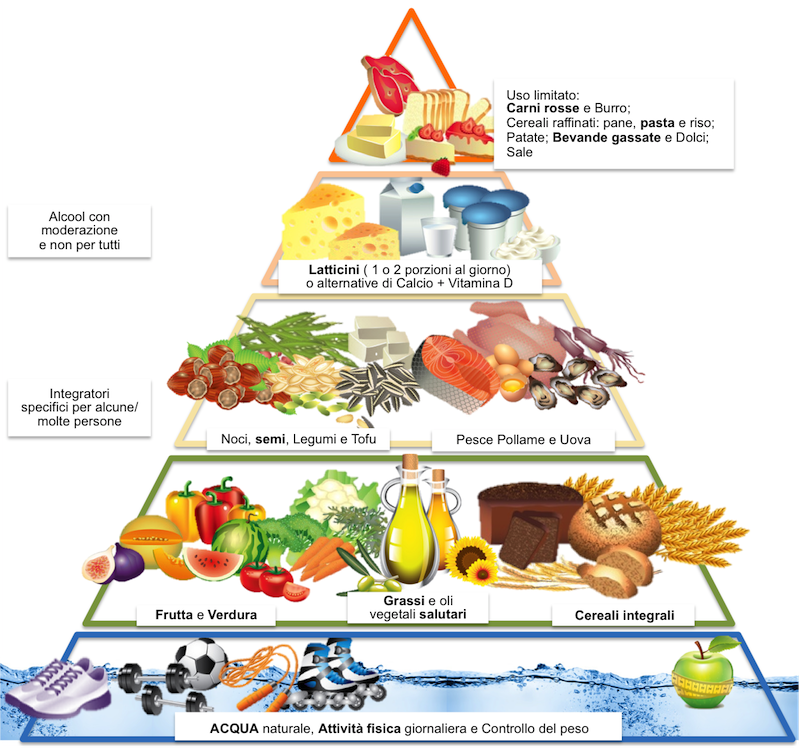 Uso limitato:
Carni rosse e Burro;
Cereali raffinati: pane, pasta e riso;
Patate; Bevande gassate e Dolci;
Sale
Alcool con
moderazione
e non per tutti
Latticini ( 1 o 2 porzioni al giorno)
o alternative di Calcio + Vitamina D
Integratori
specifici per alcune/
molte persone
Noci, semi, Legumi e Tofu
Pesce Pollame e Uova
Frutta e Verdura
Grassi e oli
vegetali salutari
Cereali integrali
ACQUA naturale, Attività fisica giornaliera e Controllo del peso